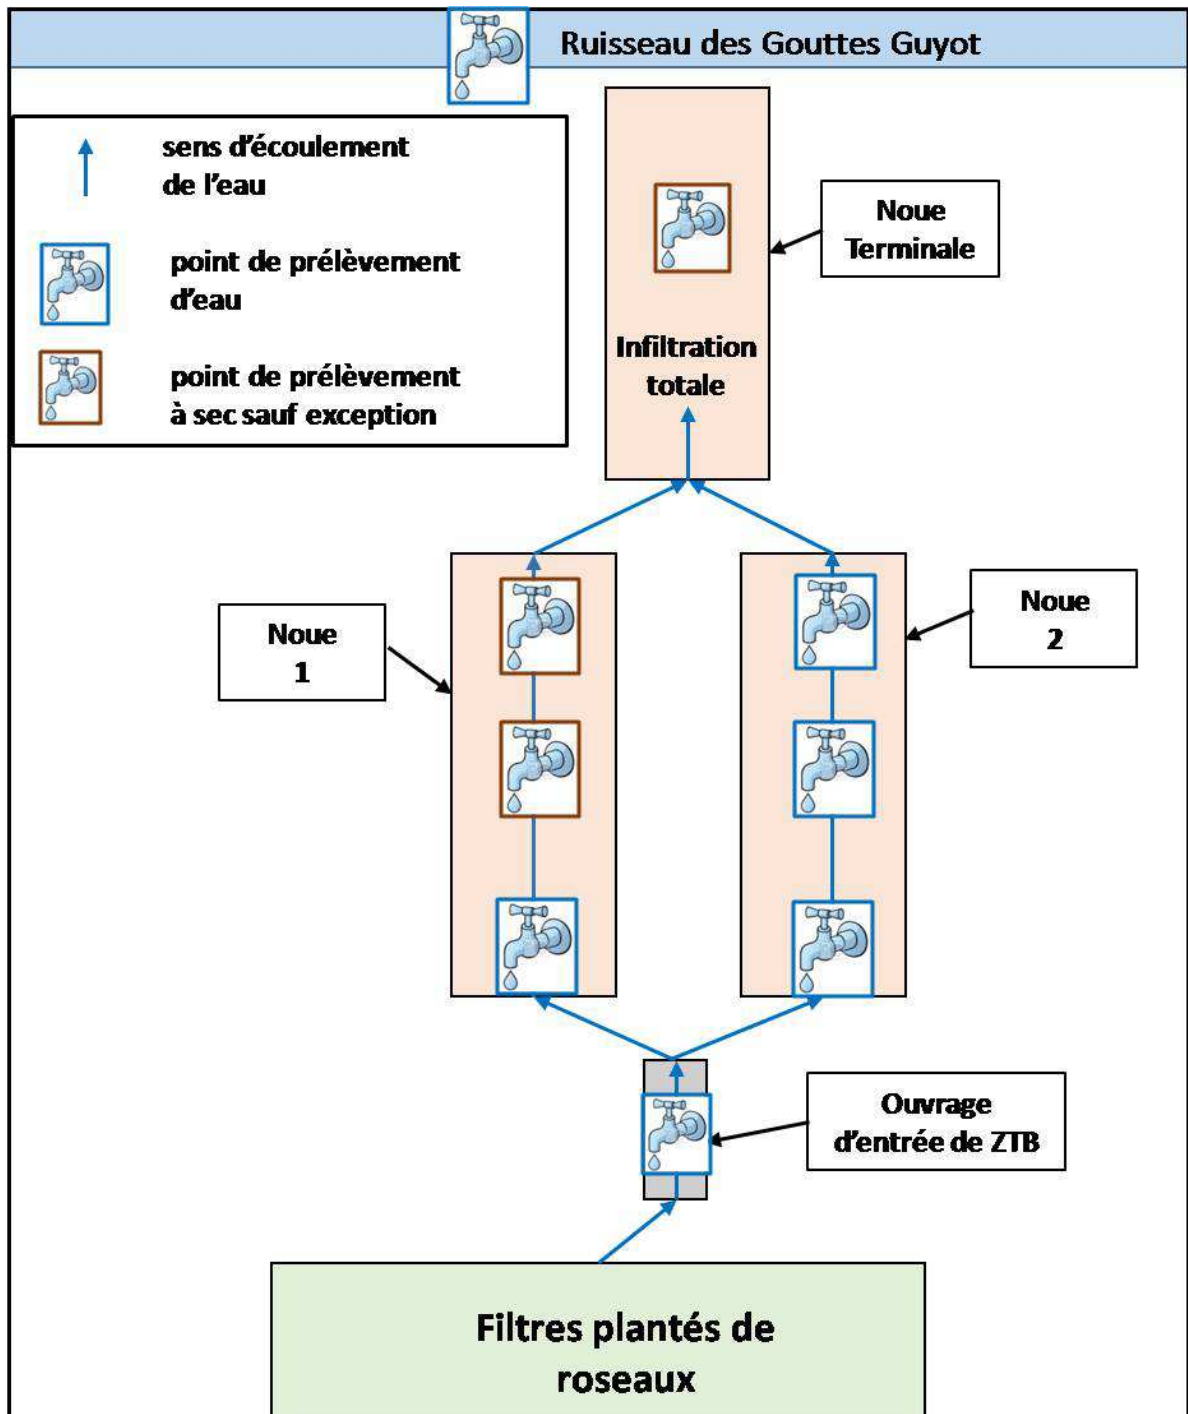 Ruisseau des Gouttes Guyot
sens d'écoulement
de l'eau
point de prélèvement
d'eau
point de prélèvement
à sec sauf exception
Noue
Terminale
Infiltration
totale
Noue
1
Noue
2
Ouvrage
d'entrée de ZTB
Filtres plantés de
roseaux